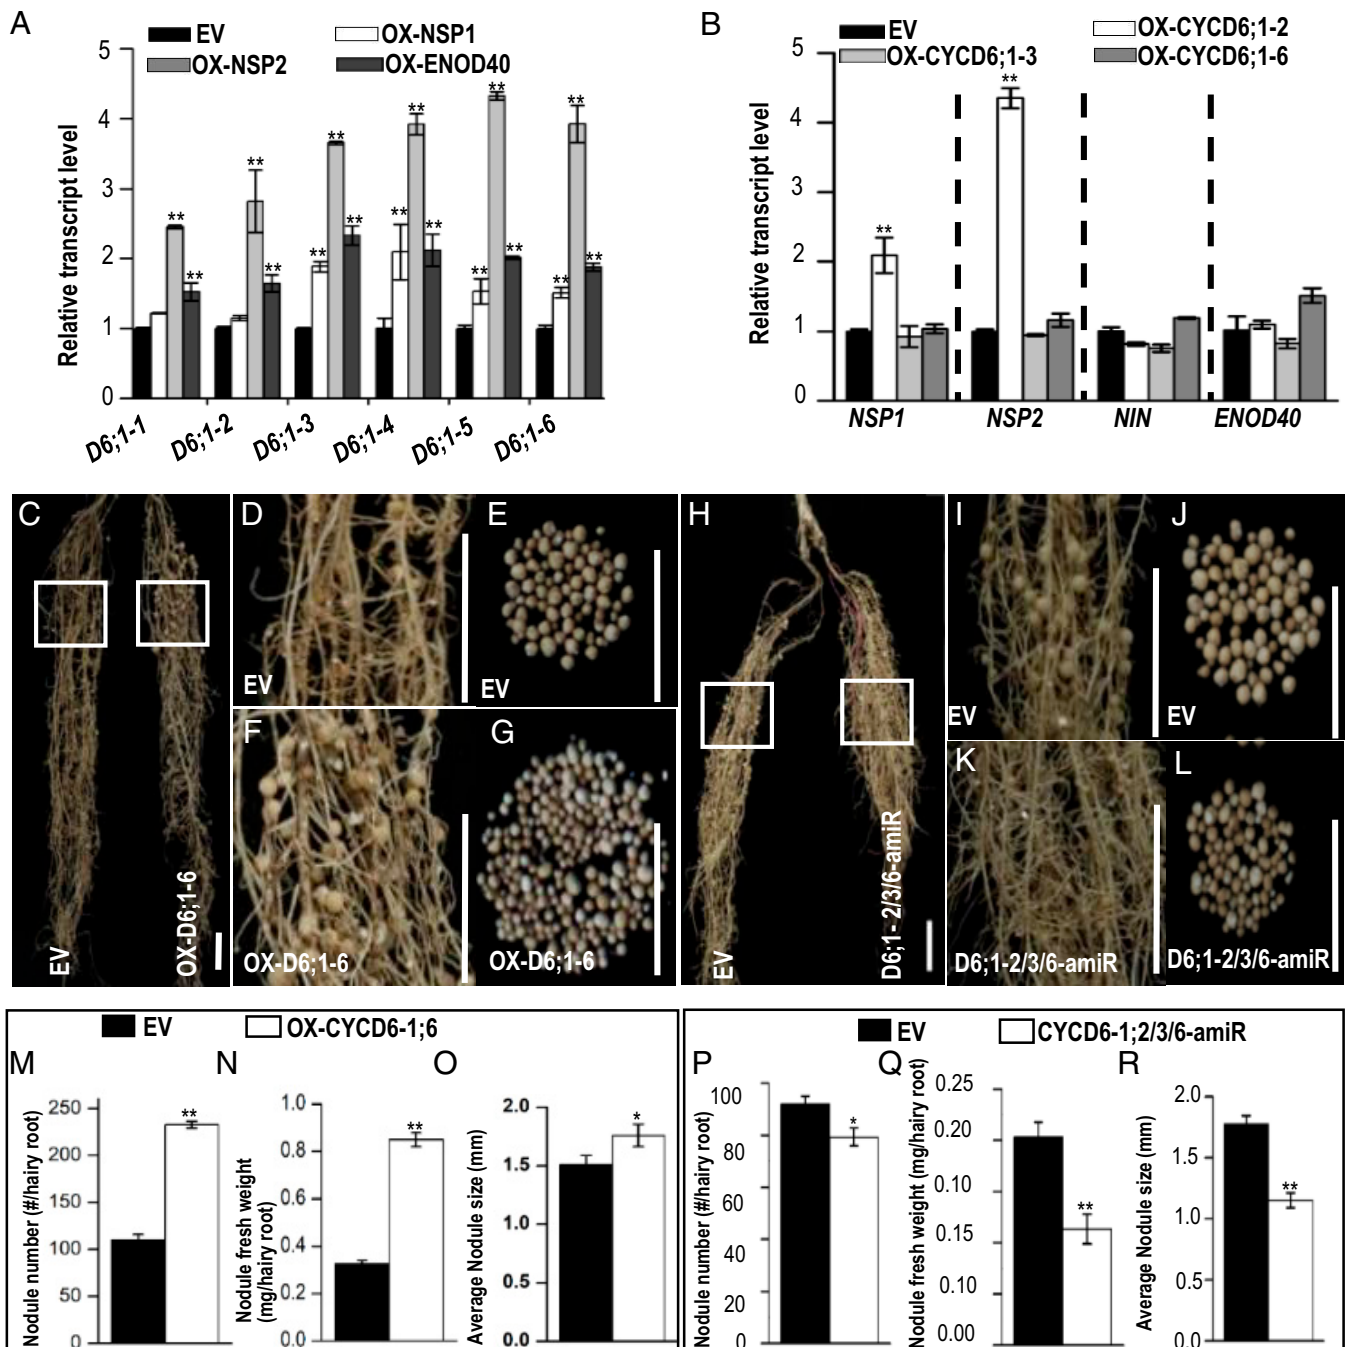 A
EV
OX-NSP1
OX-NSP2
OX-ENOD40
Relative transcript level
5
4
3
2
1
0
** ** ** ** ** ** ** ** ** ** ** ** ** ** ** **
D6;1-1 D6;1-2 D6;1-3 D6;1-4 D6;1-5 D6;1-6
B
EV
OX-CYCD6;1-2
OX-CYCD6;1-3
OX-CYCD6;1-6
Relative transcript level
5
4
3
2
1
0
** **
NSP1 NSP2 NIN ENOD40
C
EV
OX-D6;1-6
D
EV
E
EV
F
OX-D6;1-6
G
OX-D6;1-6
H
EV
D6;1- 2/3/6-amiR
I
EV
J
EV
K
D6;1-2/3/6-amiR
L
D6;1-2/3/6-amiR
EV OX-CYCD6-1;6
M
Nodule number (#/hairy root)
250
200
150
100
50
0
**
N
Nodule fresh weight
(mg/hairy root)
1.0
0.8
0.6
0.4
0.2
0.0
**
O
Average Nodule size (mm)
2.0
1.5
1.0
0.5
0.0
*
EV CYCD6-1;2/3/6-amiR
P
Nodule number (#/hairy root)
100
80
60
40
20
0
*
Q
Nodule fresh weight (mg/hairy root)
0.25
0.20
0.10
0.15
0.10
0.00
**
R
Average Nodule size (mm)
2.0
1.5
1.0
0.5
0.0
**